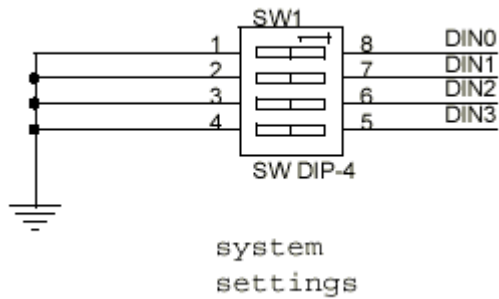 SW1
1 8 DIN0
2 7 DIN1
3 6 DIN2
4 5 DIN3
SW DIP-4
system
settings